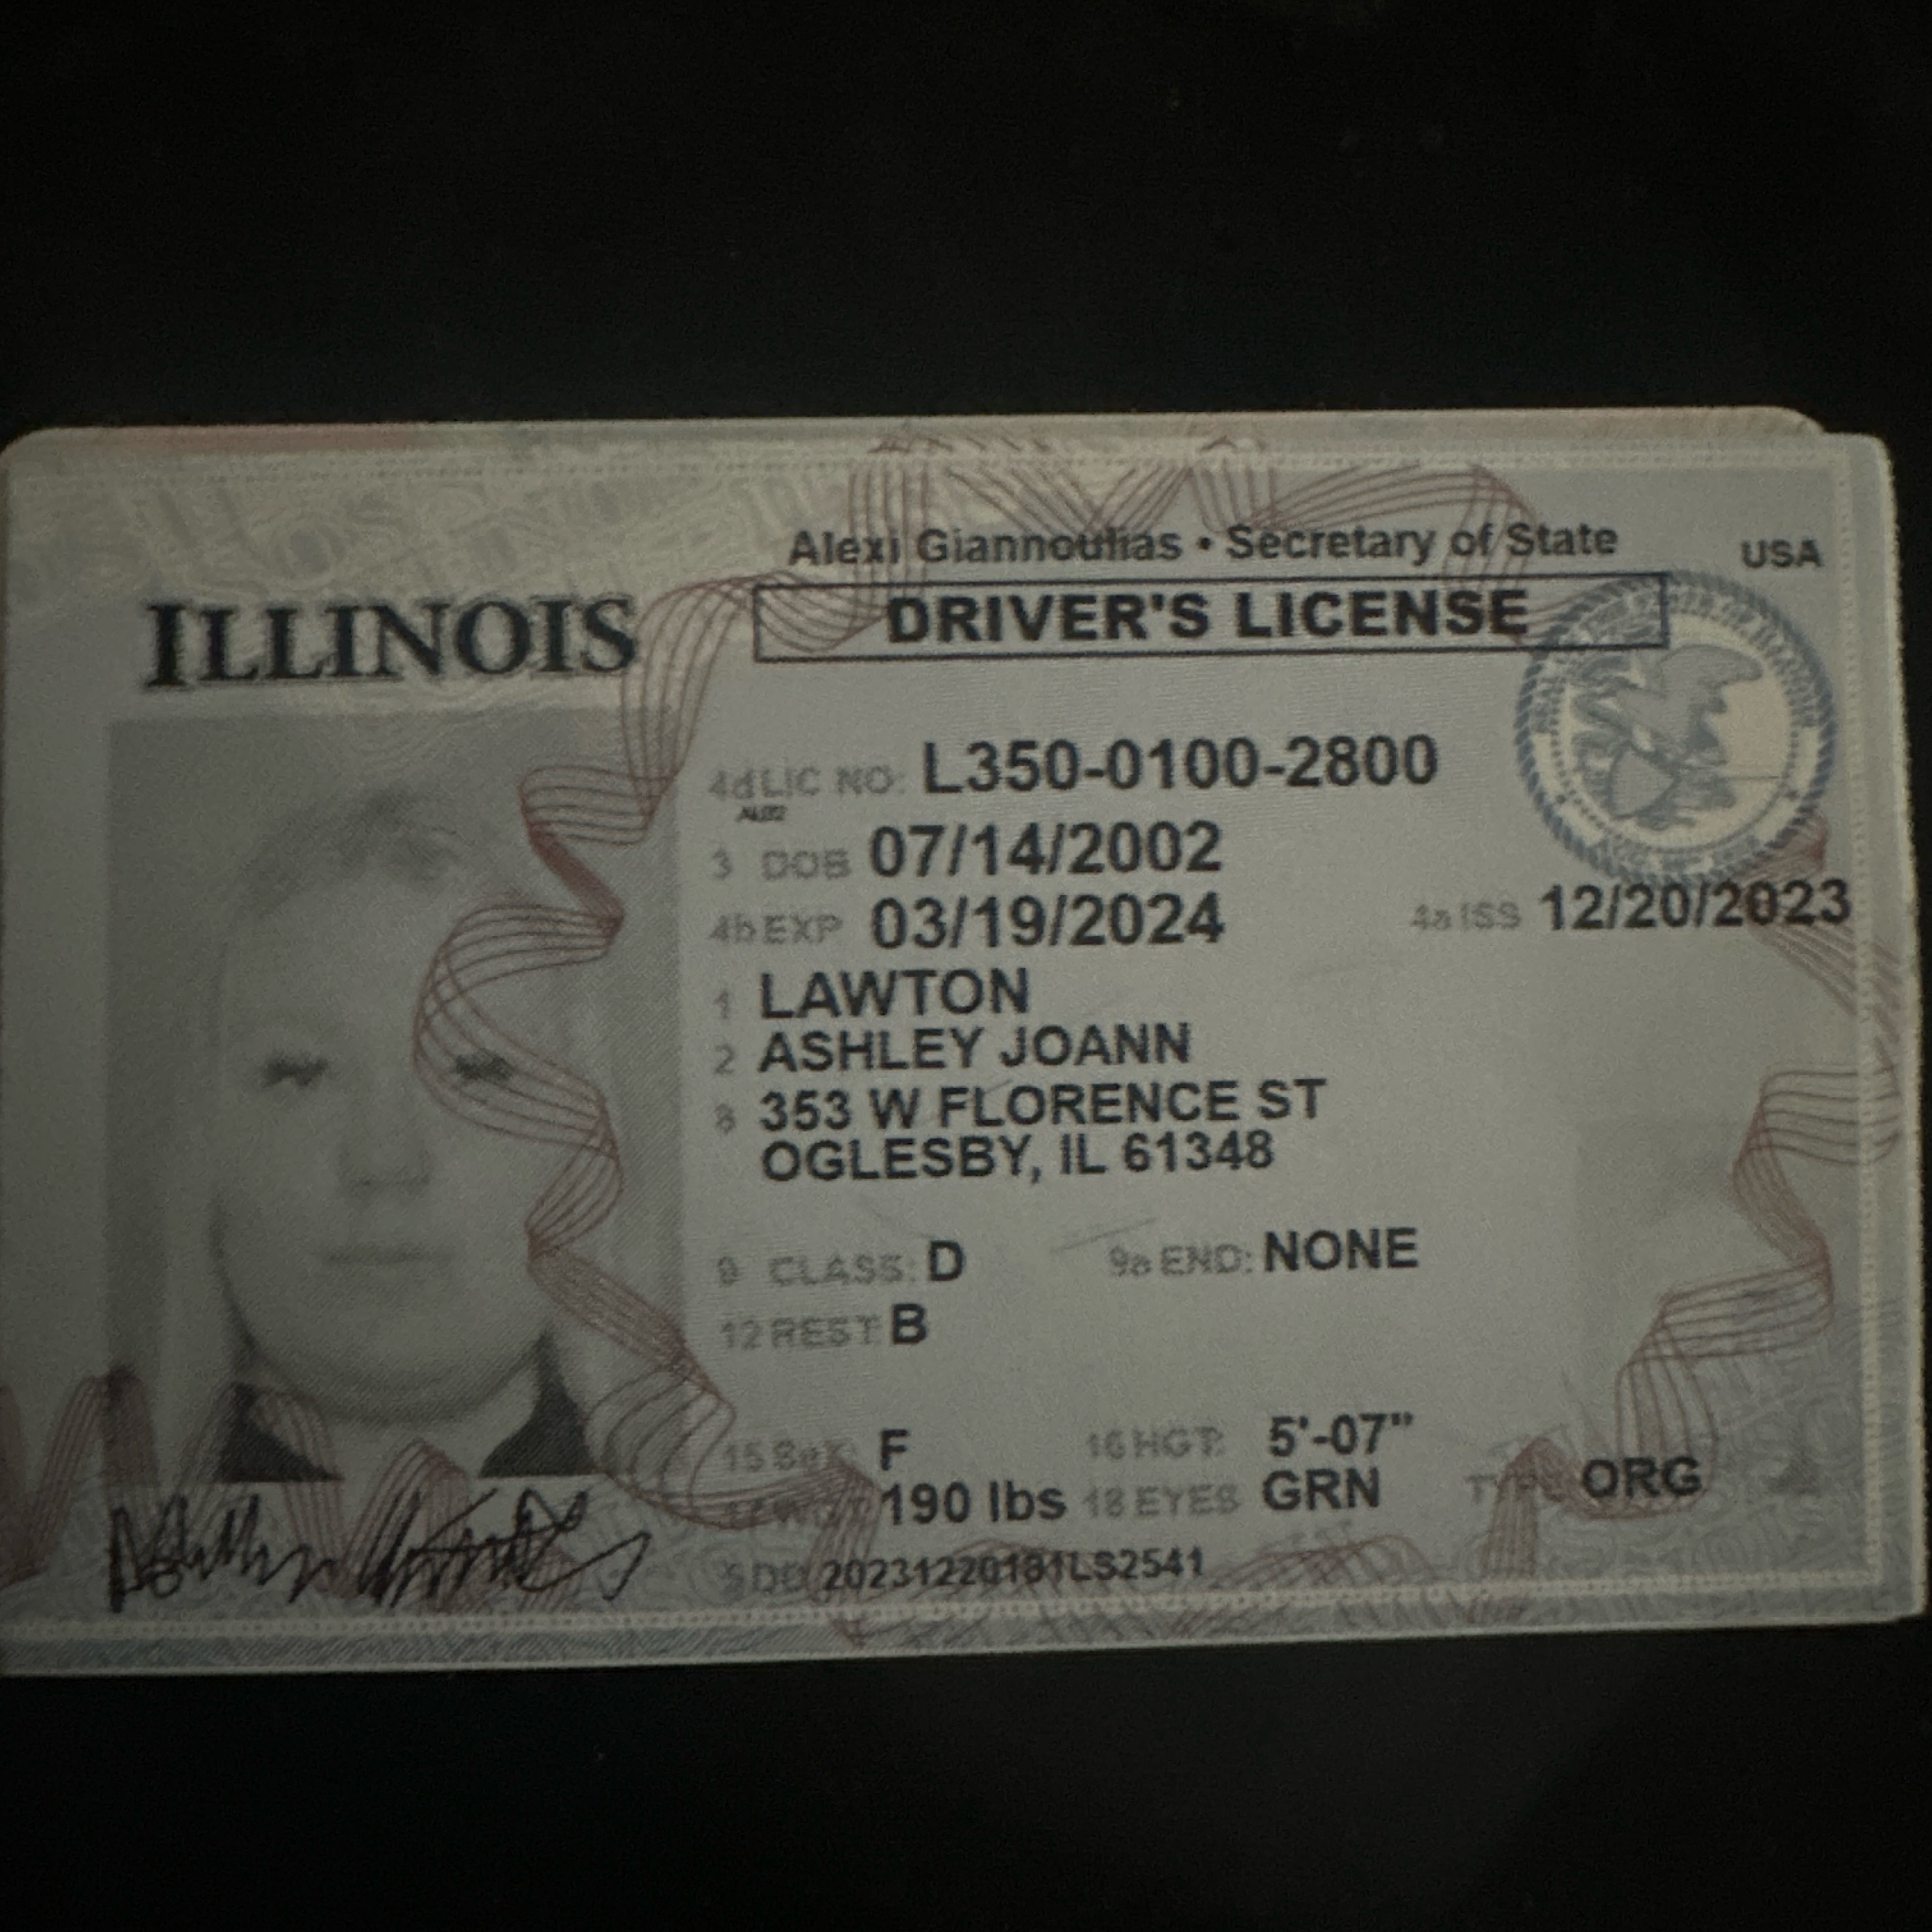 Alexi Giannoulias • Secretary of State USA
ILLINOIS DRIVER'S LICENSE
4d LIC NO: L350-0100-2800
3 DOB 07/14/2002
4b EXP 03/19/2024 4a ISS 12/20/2023
1 LAWTON
2 ASHLEY JOANN
8 353 W FLORENCE ST
OGLESBY, IL 61348
9 CLASS: D 9a END: NONE
12 REST: B
15 Sex F 16 HGT: 5'-07"
190 lbs 18 EYES GRN TYPE ORG
5 DD 20231220181LS2541